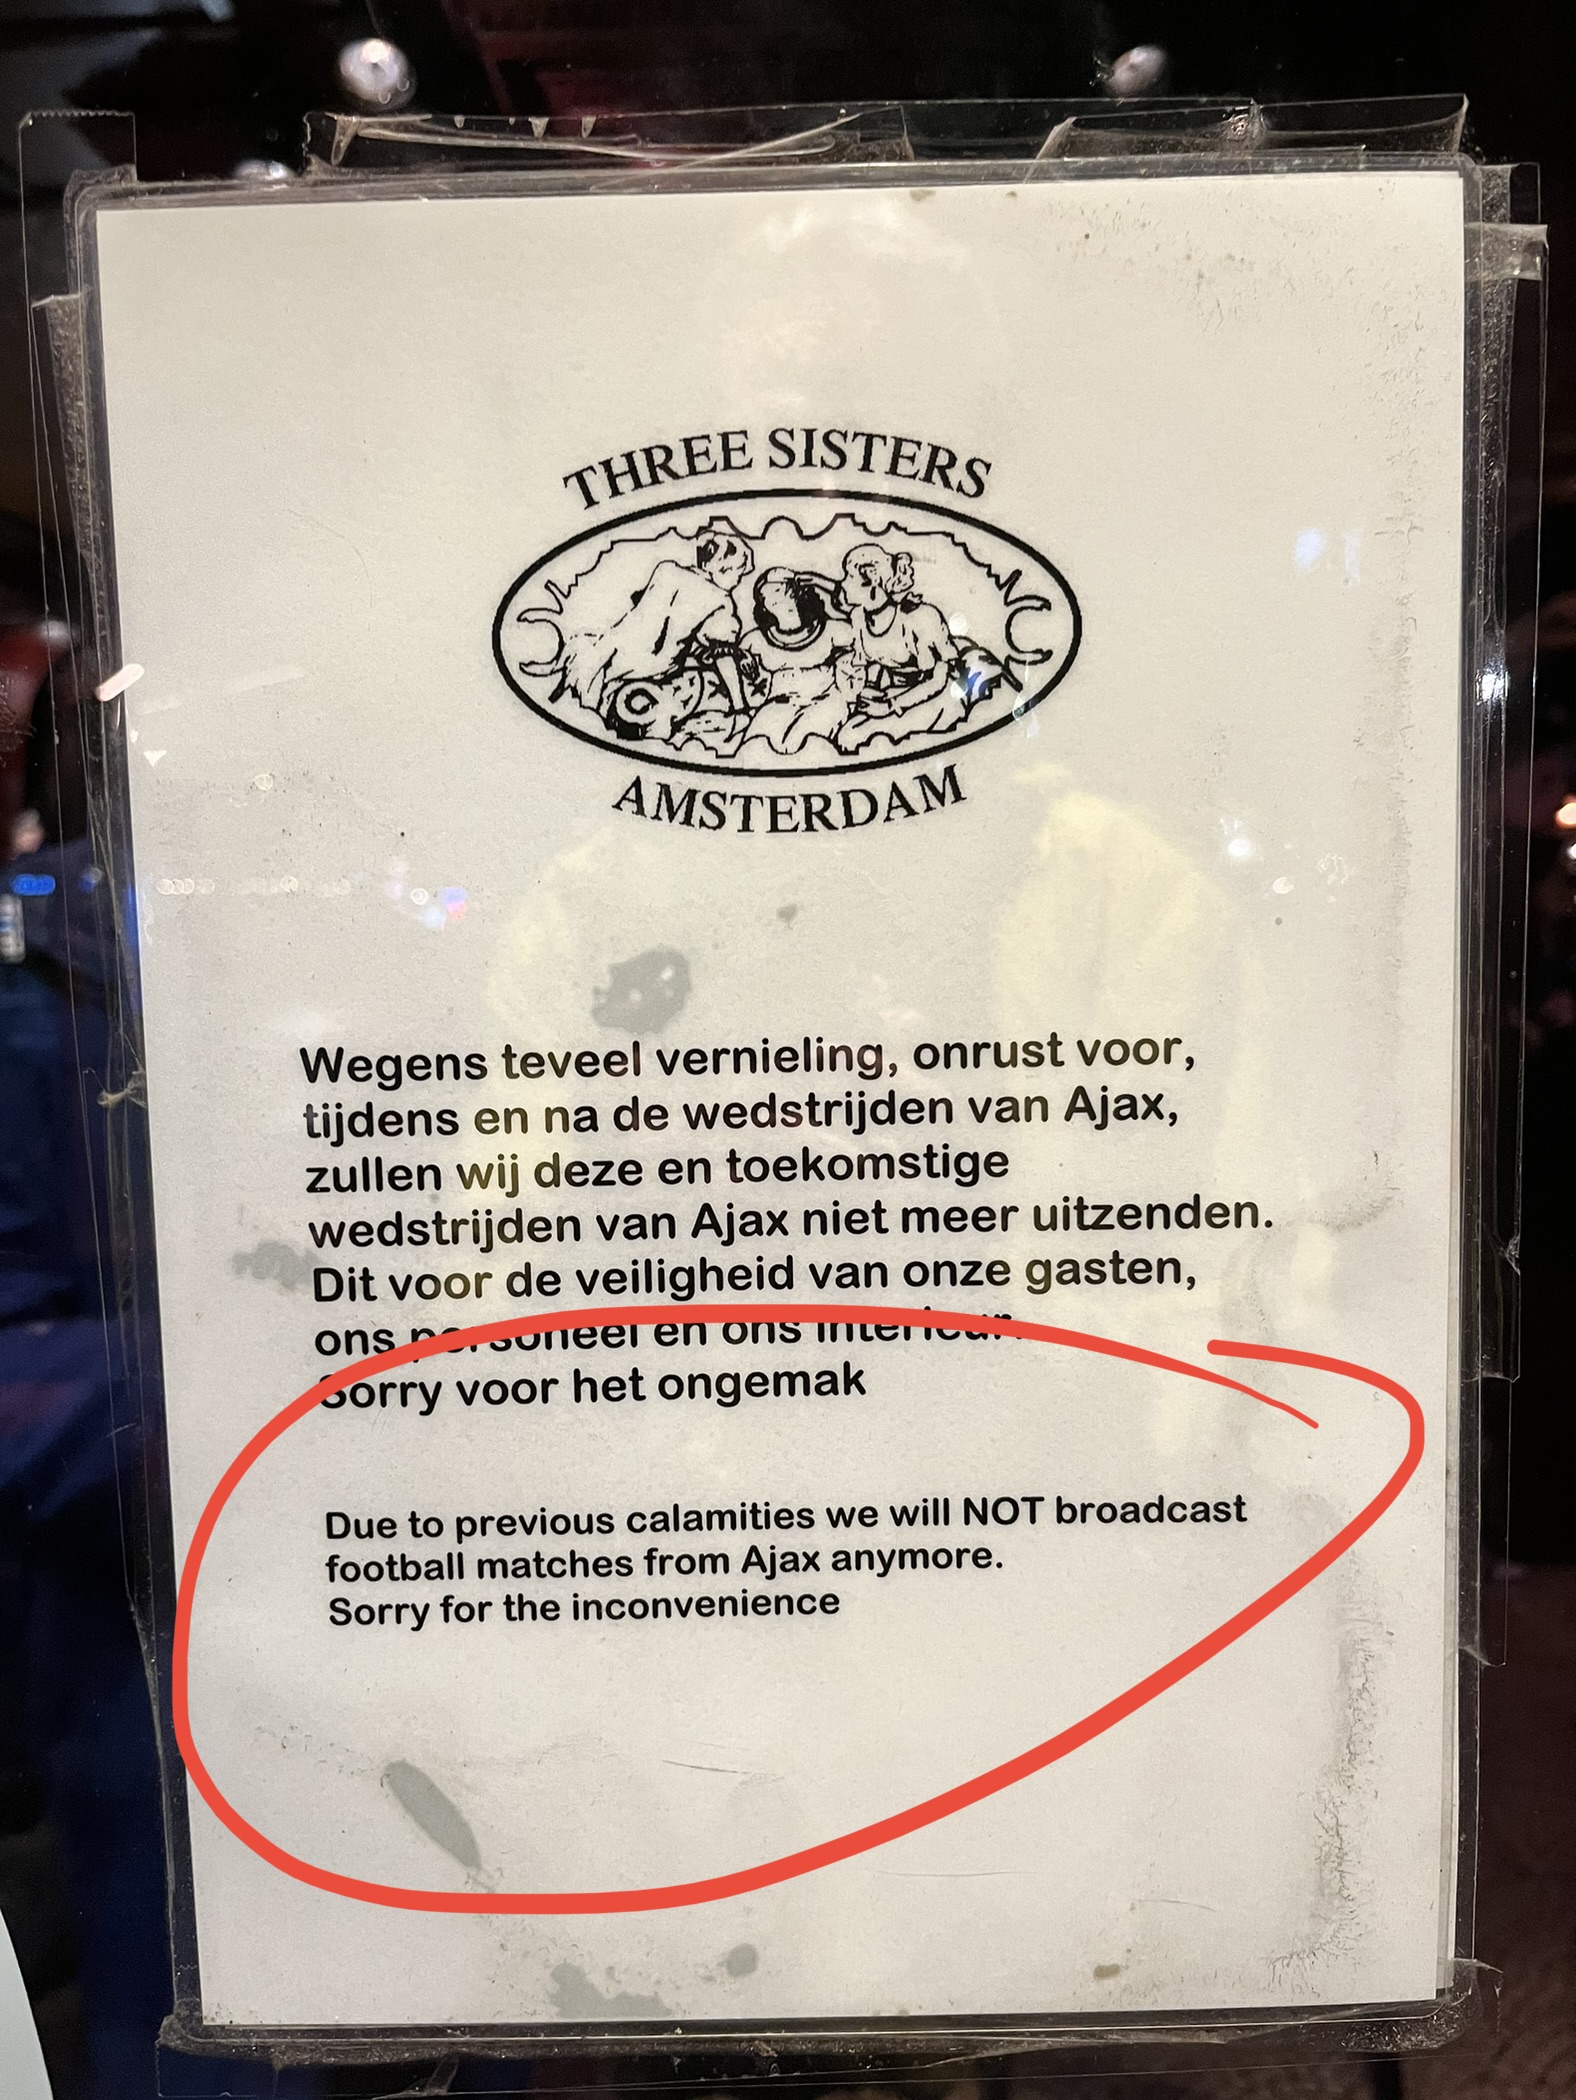 THREE SISTERS
AMSTERDAM
Wegens teveel vernieling, onrust voor,
tijdens en na de wedstrijden van Ajax,
zullen wij deze en toekomstige
wedstrijden van Ajax niet meer uitzenden.
Dit voor de veiligheid van onze gasten,
ons personeel en ons interieur.
Sorry voor het ongemak
Due to previous calamities we will NOT broadcast
football matches from Ajax anymore.
Sorry for the inconvenience